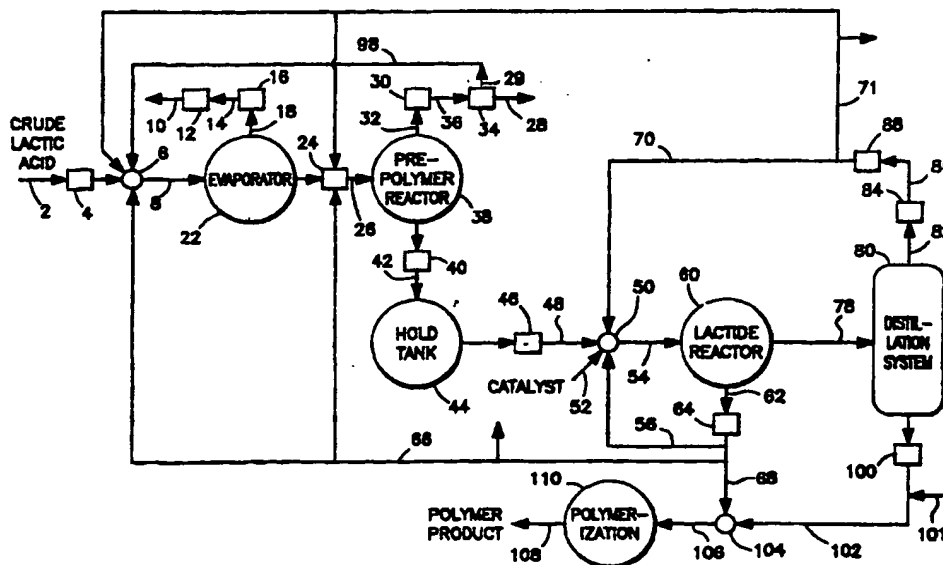 98
16
30
29
71
10
12
14
18
32
36
34
28
CRUDE
LACTIC
ACID
6
24
PRE-
POLYMER
REACTOR
70
88
84
EVAPORATOR
2
4
8
22
26
38
80
42
40
60
46
48
50
78
HOLD
TANK
LACTIDE
REACTOR
DISTIL-
LATION
SYSTEM
CATALYST
52
54
62
44
64
56
66
68
100
110
POLYMER
PRODUCT
POLYMER-
IZATION
108
106
104
102
101